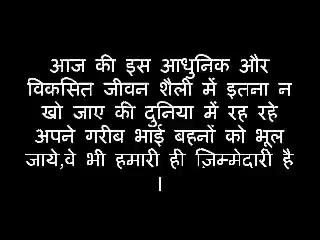 आज की इस आधुनिक और
विकसित जीवन शैली में इतना न
खो जाए की दुनिया में रह रहे
अपने गरीब भाई बहनों को भूल
जाये,वे भी हमारी ही ज़िम्मेदारी है
।